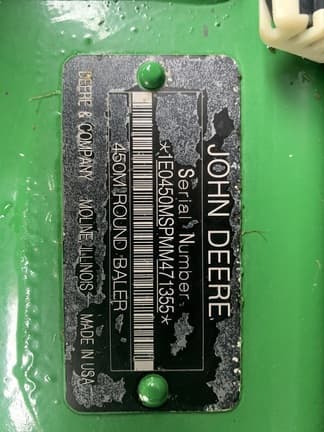 JOHN DEERE
Serial Number
*1E0450MSPMM471355*
450M ROUND BALER
DEERE & COMPANY MOLINE, ILLINOIS MADE IN USA